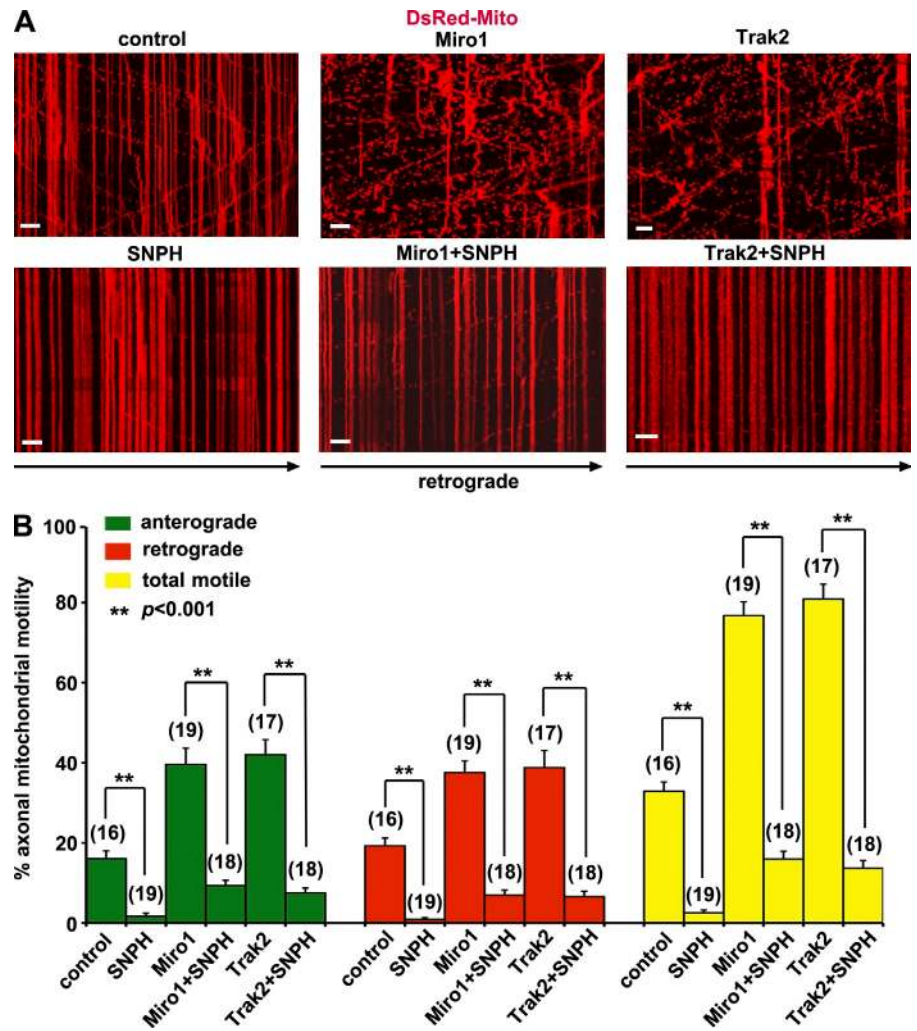 A
DsRed-Mito
control
Miro1
Trak2
SNPH
Miro1+SNPH
Trak2+SNPH
retrograde
B
% axonal mitochondrial motility
100
80
60
40
20
0
anterograde
retrograde
total motile
** p<0.001
(16)
**
(19)
(19)
**
(18)
(17)
**
(18)
(16)
**
(19)
(19)
**
(18)
(17)
**
(18)
(16)
**
(19)
(19)
**
(18)
(17)
**
(18)
control
SNPH
Miro1
Miro1+SNPH
Trak2
Trak2+SNPH
control
SNPH
Miro1
Miro1+SNPH
Trak2
Trak2+SNPH
control
SNPH
Miro1
Miro1+SNPH
Trak2
Trak2+SNPH